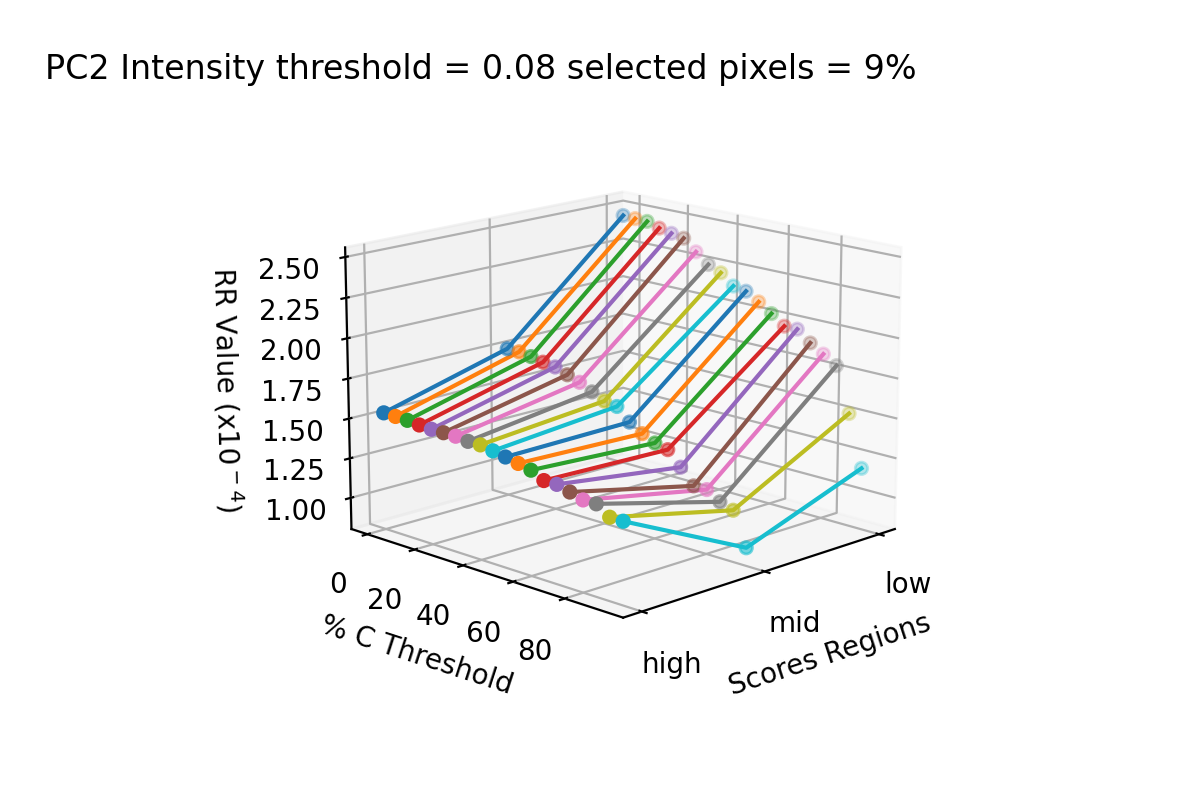 PC2 Intensity threshold = 0.08 selected pixels = 9%
2.50
2.25
2.00
1.75
1.50
1.25
1.00
RR Value (x10⁻⁴)
0
20
40
60
80
% C Threshold
high
mid
low
Scores Regions